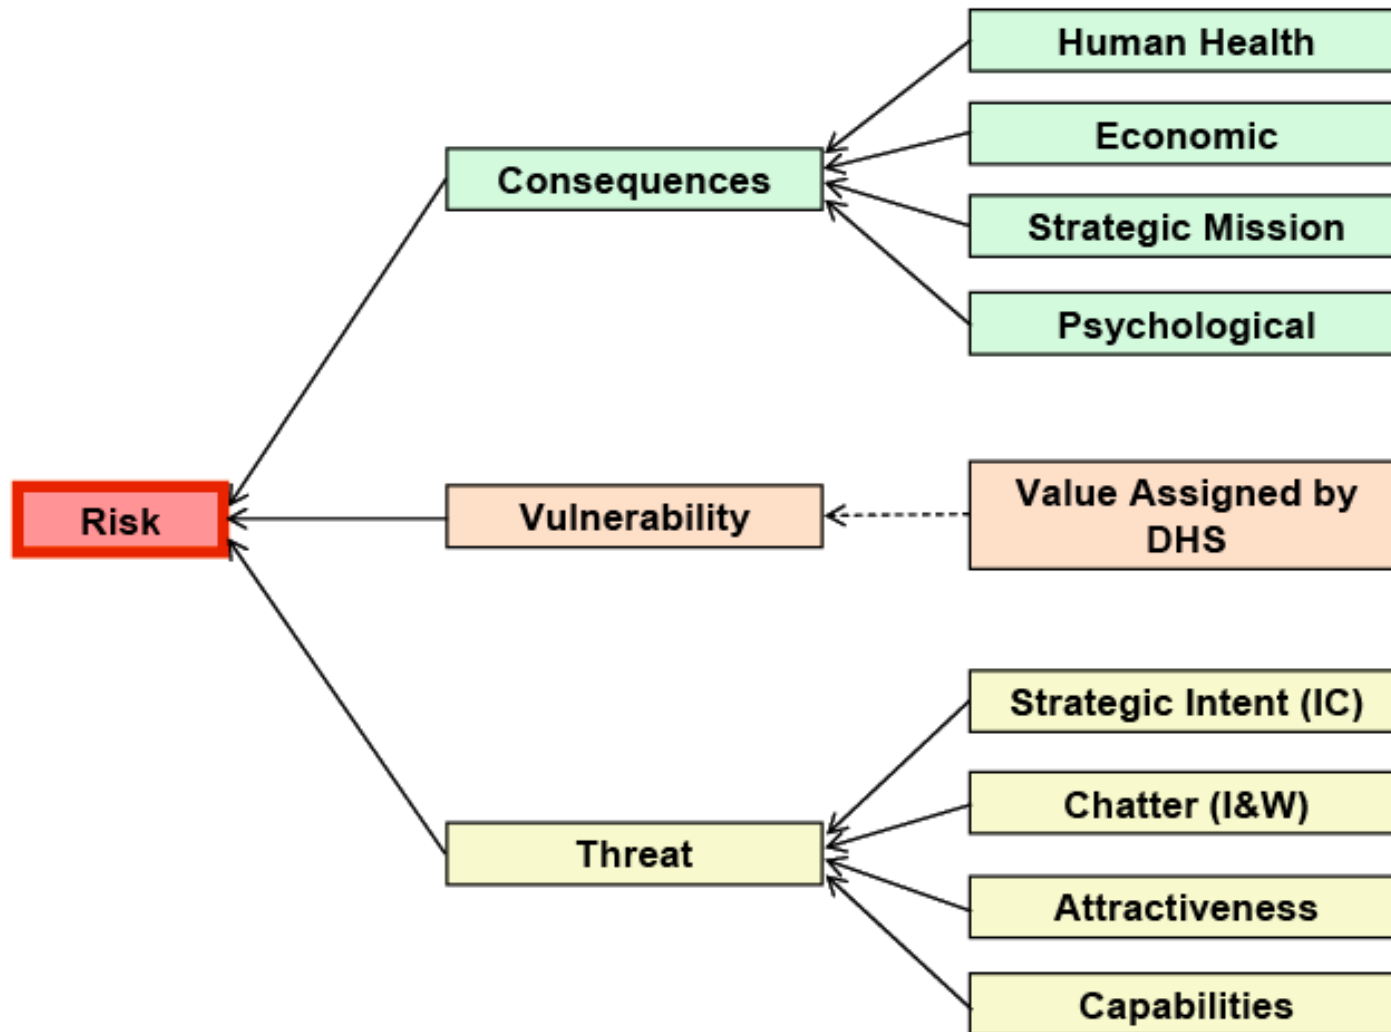 Human Health
Economic
Consequences
Strategic Mission
Psychological
Risk
Vulnerability
Value Assigned by
DHS
Strategic Intent (IC)
Chatter (I&W)
Threat
Attractiveness
Capabilities